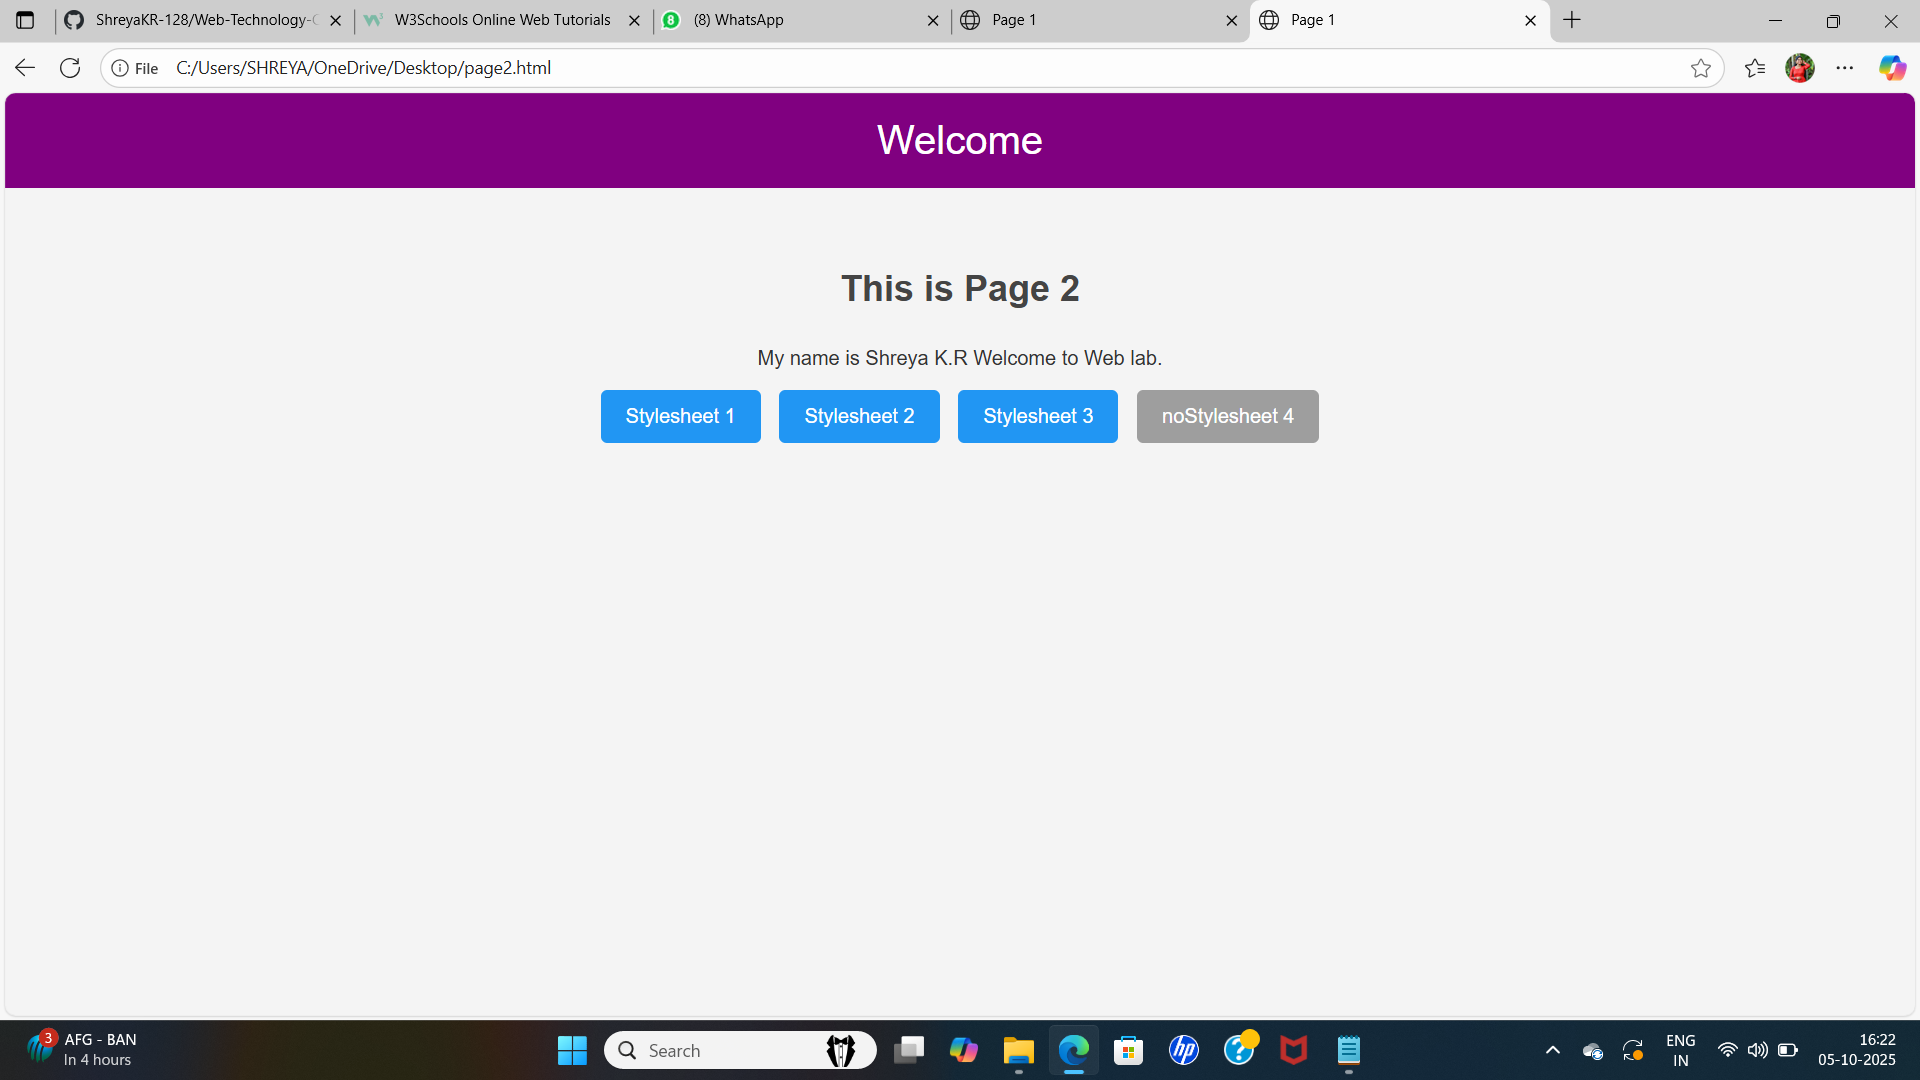 ShreyaKR-128/Web-Technology-
W3Schools Online Web Tutorials
8
(8) WhatsApp
Page 1
Page 1
File
C:/Users/SHREYA/OneDrive/Desktop/page2.html
Welcome
This is Page 2
My name is Shreya K.R Welcome to Web lab.
Stylesheet 1
Stylesheet 2
Stylesheet 3
noStylesheet 4
3
AFG - BAN
In 4 hours
Search
hp
?
ENG
IN
16:22
05-10-2025